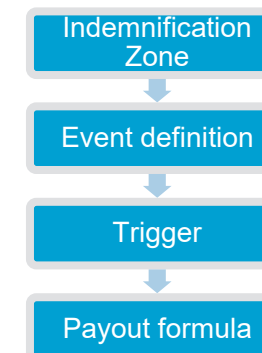 Indemnification
Zone
Event definition
Trigger
Payout formula